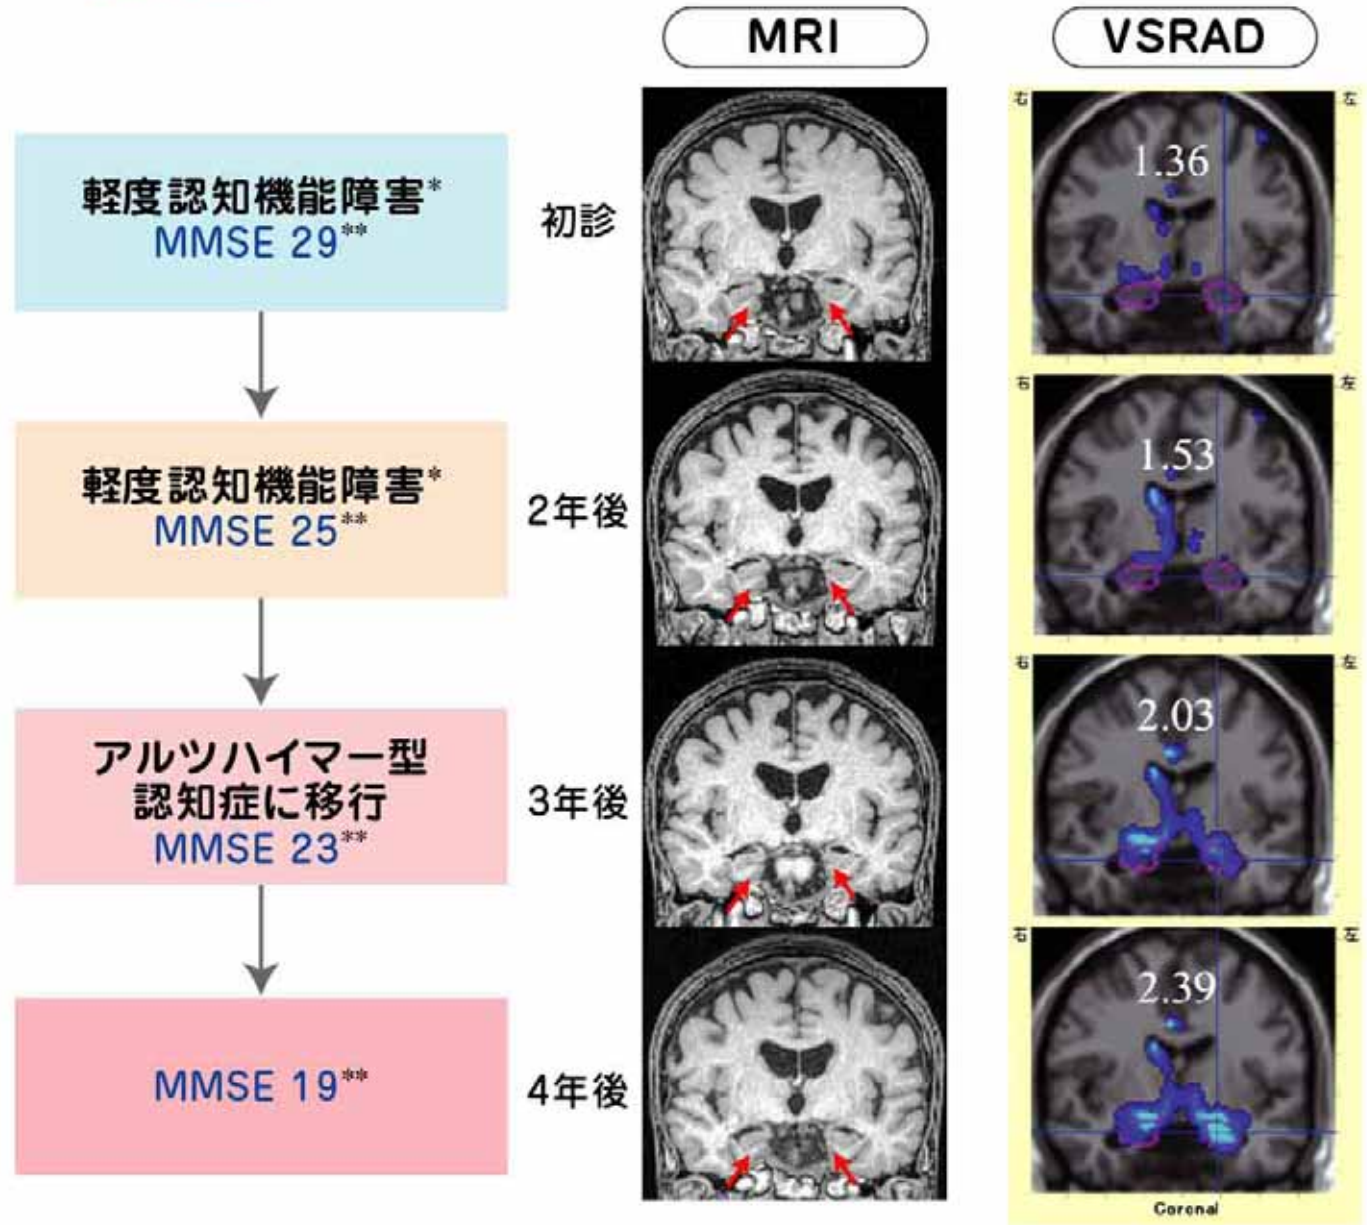 MRI
VSRAD
軽度認知機能障害*
MMSE 29**
初診
右
左
1.36
軽度認知機能障害*
MMSE 25**
2年後
右
左
1.53
アルツハイマー型
認知症に移行
MMSE 23**
3年後
右
左
2.03
MMSE 19**
4年後
右
左
2.39
Coronal